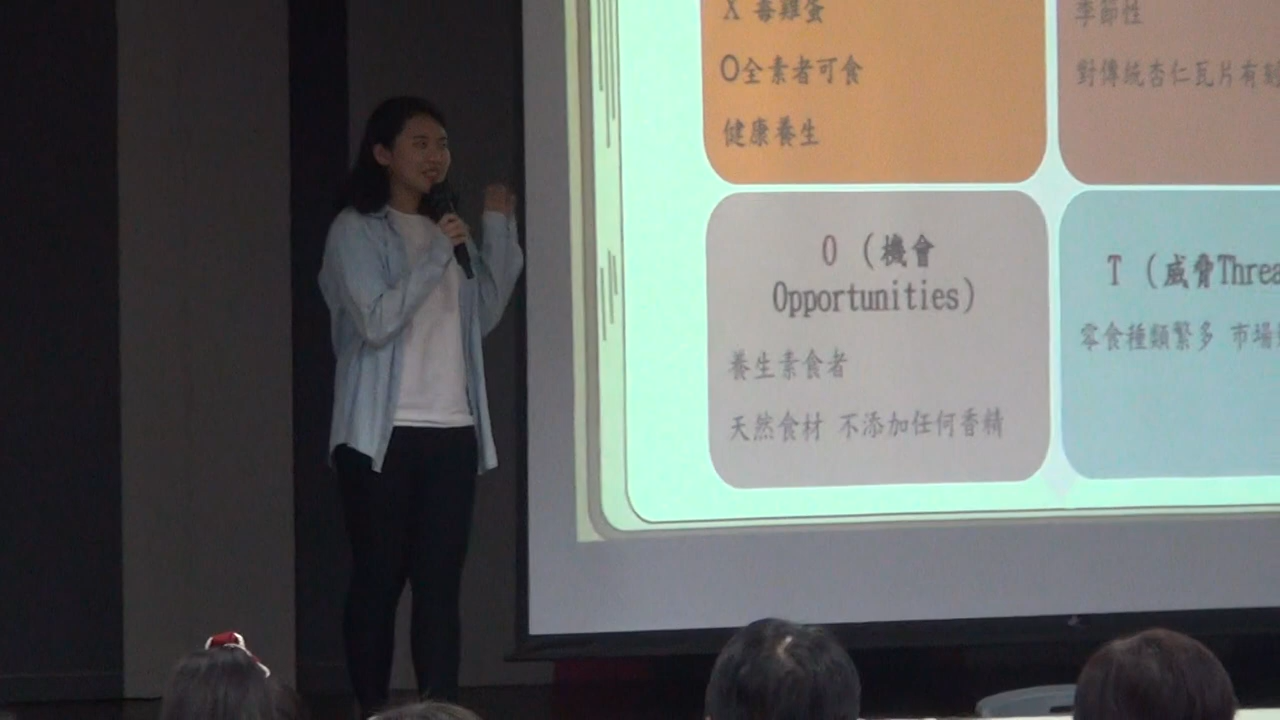 X 毒雞蛋
O全素者可食
健康養生
季節性
對傳統杏仁瓦片有
O (機會
Opportunities)
養生素食者
天然食材 不添加任何香精
T (威脅Threa
零食種類繁多 市場